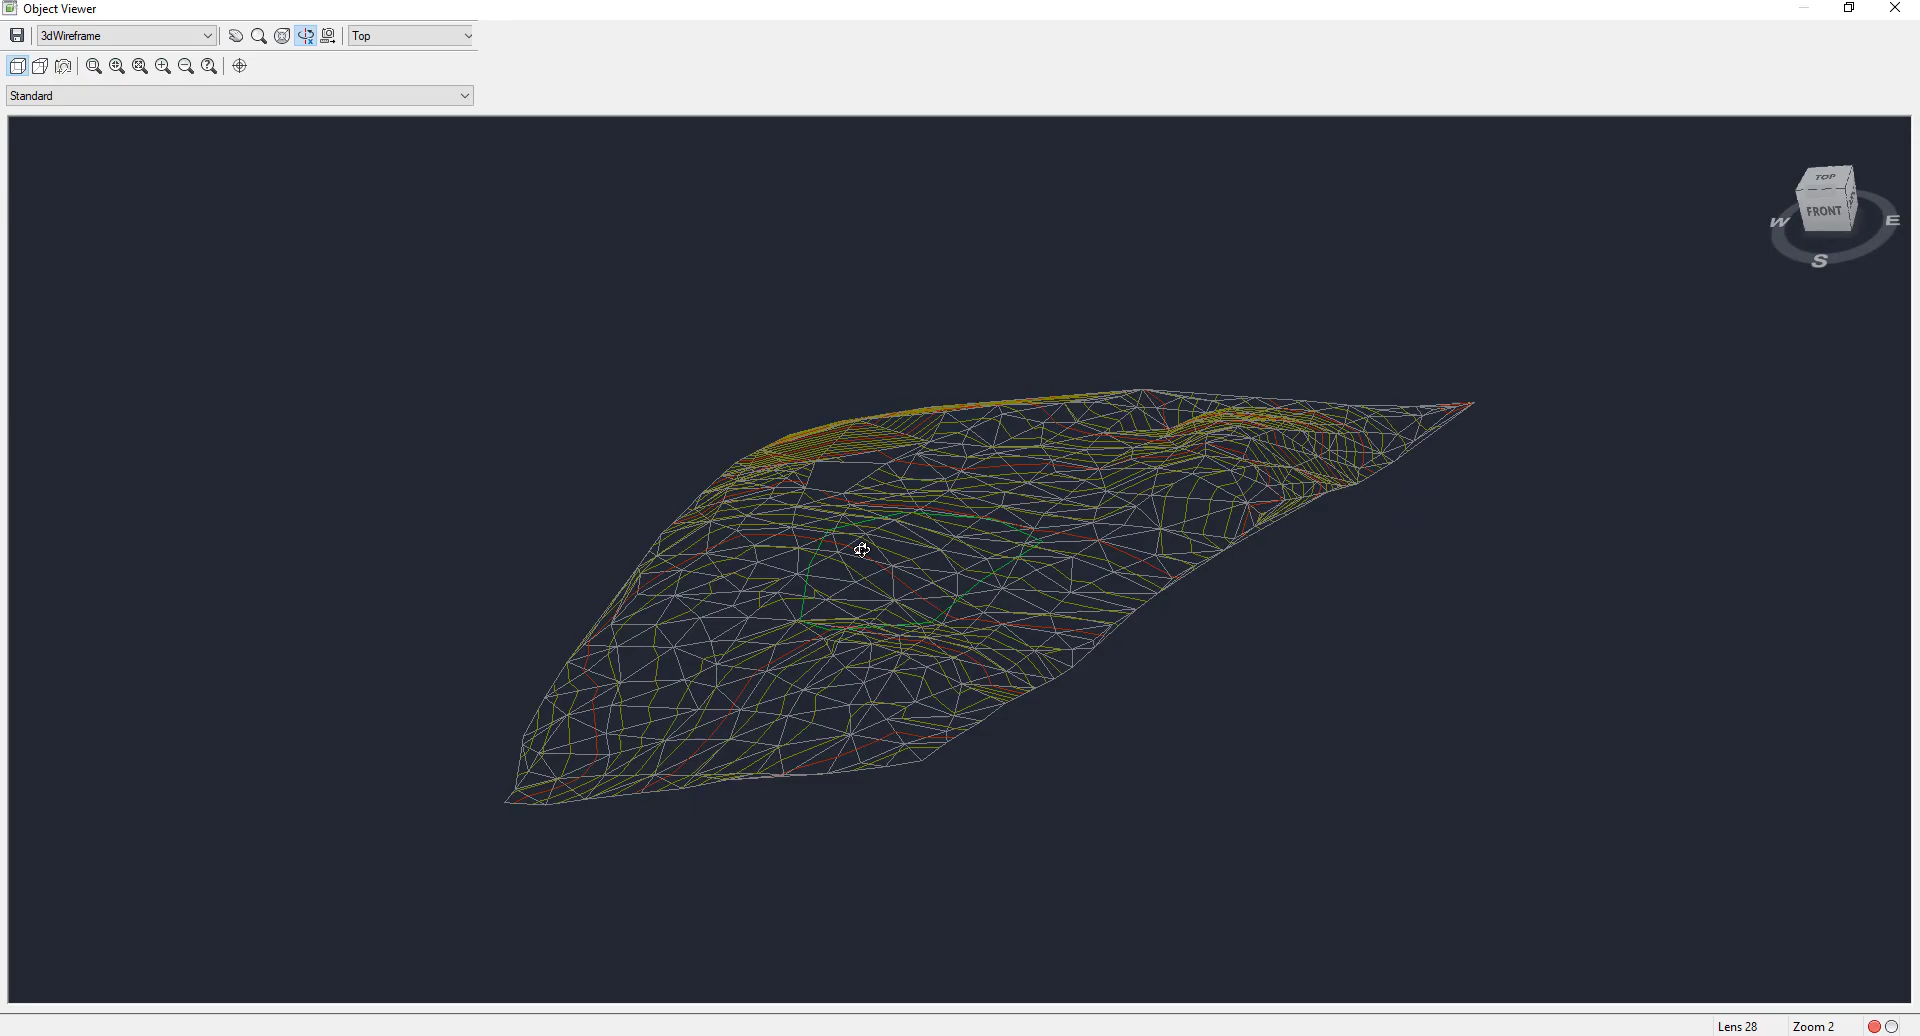 Object Viewer
3dWireframe
Top
Standard
TOP
FRONT
W
E
S
Lens 28
Zoom 2